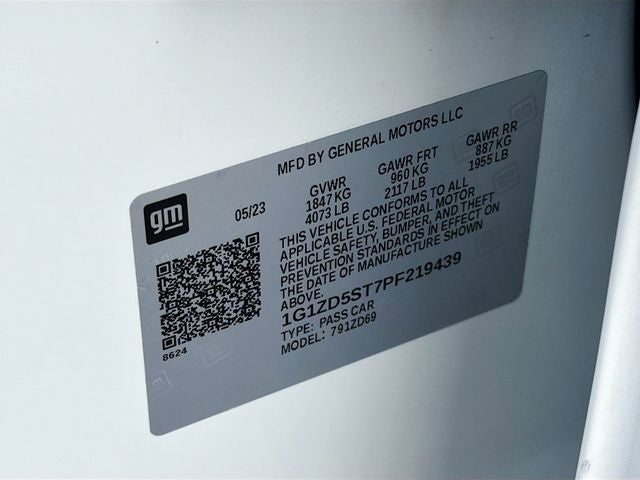 MFD BY GENERAL MOTORS LLC
gm
05/23
GVWR GAWR FRT GAWR RR
1847 KG 960 KG 887 KG
4073 LB 2117 LB 1955 LB
THIS VEHICLE CONFORMS TO ALL
APPLICABLE U.S. FEDERAL MOTOR
VEHICLE SAFETY, BUMPER, AND THEFT
PREVENTION STANDARDS IN EFFECT ON
THE DATE OF MANUFACTURE SHOWN
ABOVE.
1G1ZD5ST7PF219439
TYPE: PASS CAR
MODEL: 791ZD69
8624